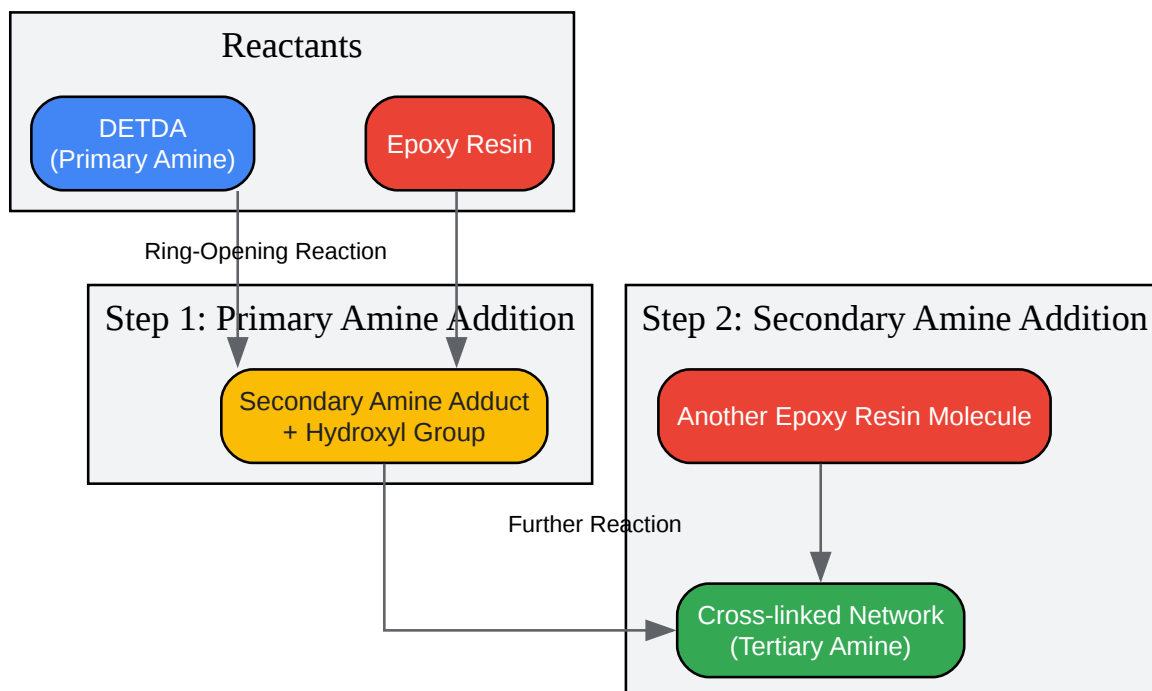 Reactants
DETDA
(Primary Amine)
Epoxy Resin
Ring-Opening Reaction
Step 1: Primary Amine Addition
Secondary Amine Adduct
+ Hydroxyl Group
Step 2: Secondary Amine Addition
Another Epoxy Resin Molecule
Further Reaction
Cross-linked Network
(Tertiary Amine)